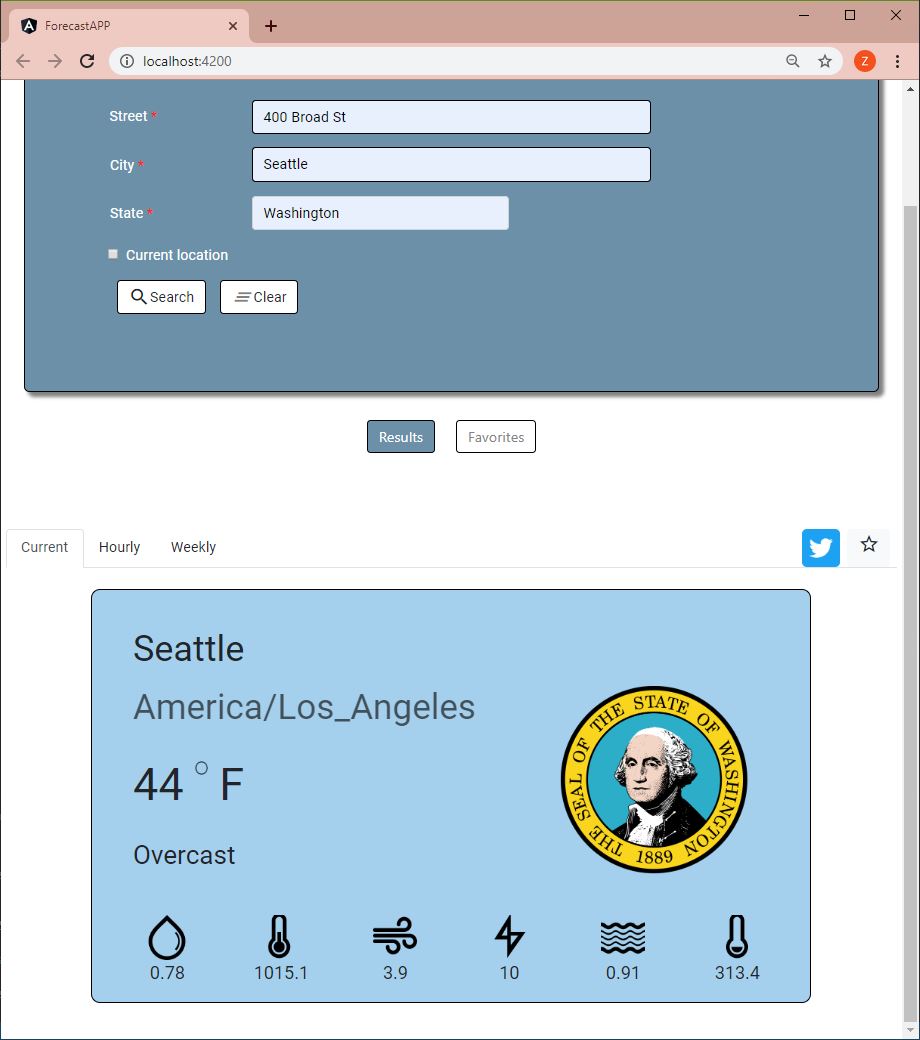 ForecastAPP
localhost:4200
Z
Street *
400 Broad St
City *
Seattle
State *
Washington
Current location
Search
Clear
Results
Favorites
Current
Hourly
Weekly
Seattle
America/Los_Angeles
44 ° F
Overcast
THE SEAL OF THE STATE OF WASHINGTON
1889
0.78
1015.1
3.9
10
0.91
313.4